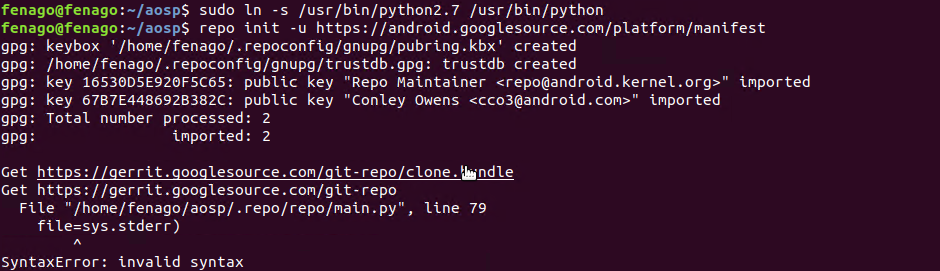 fenago@fenago:~/aosp$ sudo ln -s /usr/bin/python2.7 /usr/bin/python
fenago@fenago:~/aosp$ repo init -u https://android.googlesource.com/platform/manifest
gpg: keybox '/home/fenago/.repoconfig/gnupg/pubring.kbx' created
gpg: /home/fenago/.repoconfig/gnupg/trustdb.gpg: trustdb created
gpg: key 16530D5E920F5C65: public key "Repo Maintainer <repo@android.kernel.org>" imported
gpg: key 67B7E448692B382C: public key "Conley Owens <cco3@android.com>" imported
gpg: Total number processed: 2
gpg:               imported: 2

Get https://gerrit.googlesource.com/git-repo/clone.bundle
Get https://gerrit.googlesource.com/git-repo
  File "/home/fenago/aosp/.repo/repo/main.py", line 79
    file=sys.stderr)
        ^
SyntaxError: invalid syntax